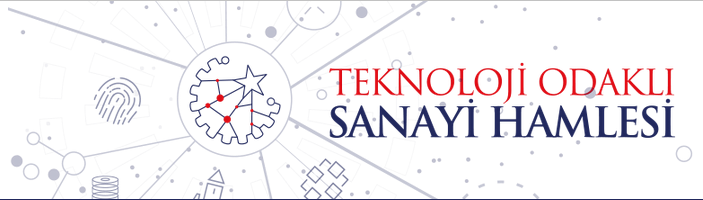 TEKNOLOJİ ODAKLI
SANAYİ HAMLESİ